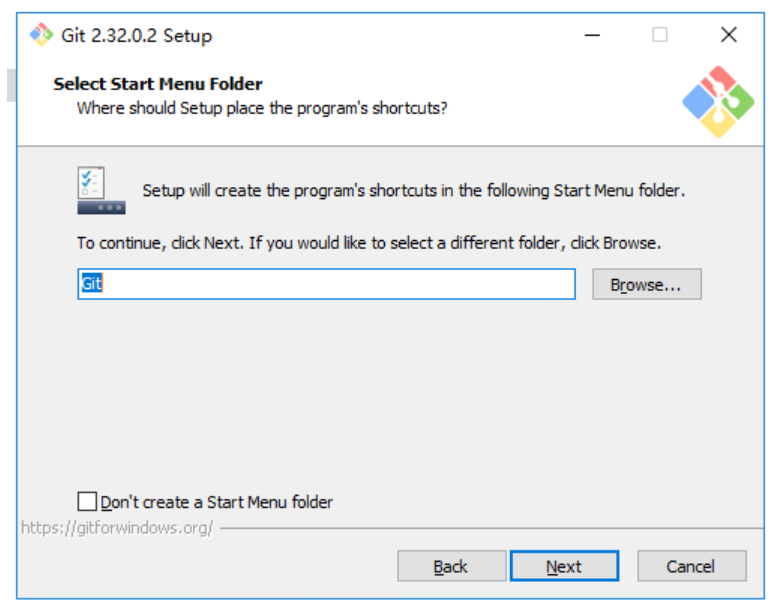 Git 2.32.0.2 Setup
Select Start Menu Folder
Where should Setup place the program's shortcuts?
Setup will create the program's shortcuts in the following Start Menu folder.
To continue, click Next. If you would like to select a different folder, click Browse.
Git
Browse...
Don't create a Start Menu folder
https://gitforwindows.org/
Back
Next
Cancel